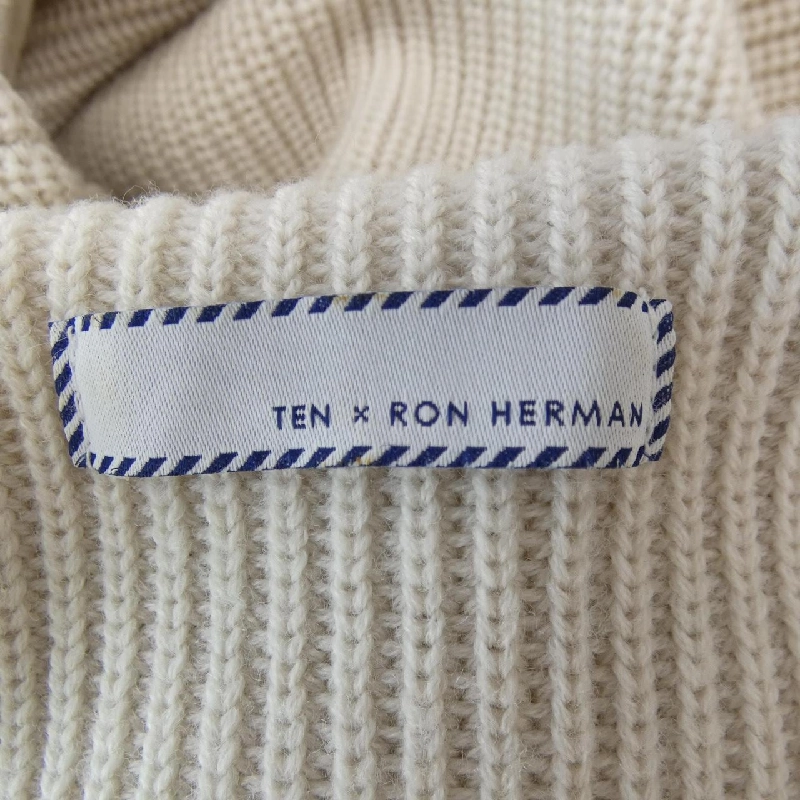 TEN × RON HERMAN